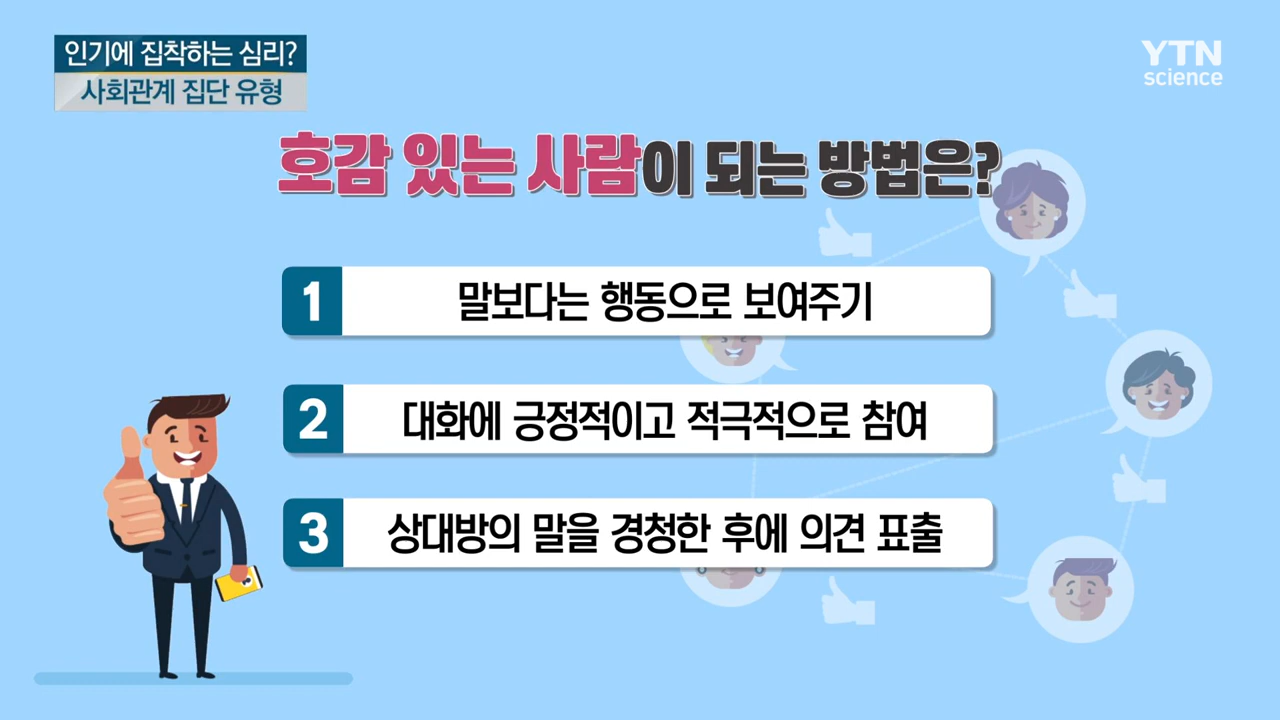 인기에 집착하는 심리?
사회관계 집단 유형
YTN
science
호감 있는 사람이 되는 방법은?
1 말보다는 행동으로 보여주기
2 대화에 긍정적이고 적극적으로 참여
3 상대방의 말을 경청한 후에 의견 표출